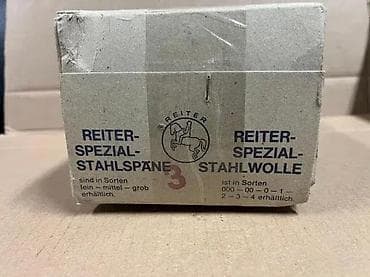 REITER
REITER-
SPEZIAL-
STAHLSPÄNE
sind in Sorten
fein – mittel – grob
erhältlich.
3
REITER-
SPEZIAL-
STAHLWOLLE
ist in Sorten
000 – 00 – 0 – 1 –
2 – 3 – 4 erhältlich.